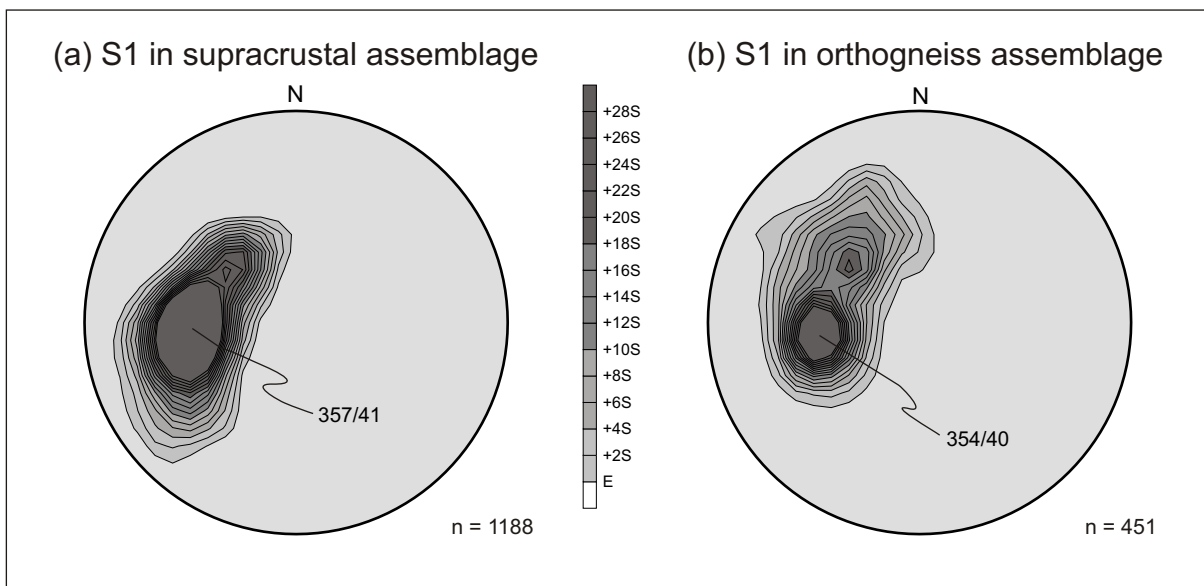 (a) S1 in supracrustal assemblage
N
357/41
n = 1188
+28S
+26S
+24S
+22S
+20S
+18S
+16S
+14S
+12S
+10S
+8S
+6S
+4S
+2S
E
(b) S1 in orthogneiss assemblage
N
354/40
n = 451